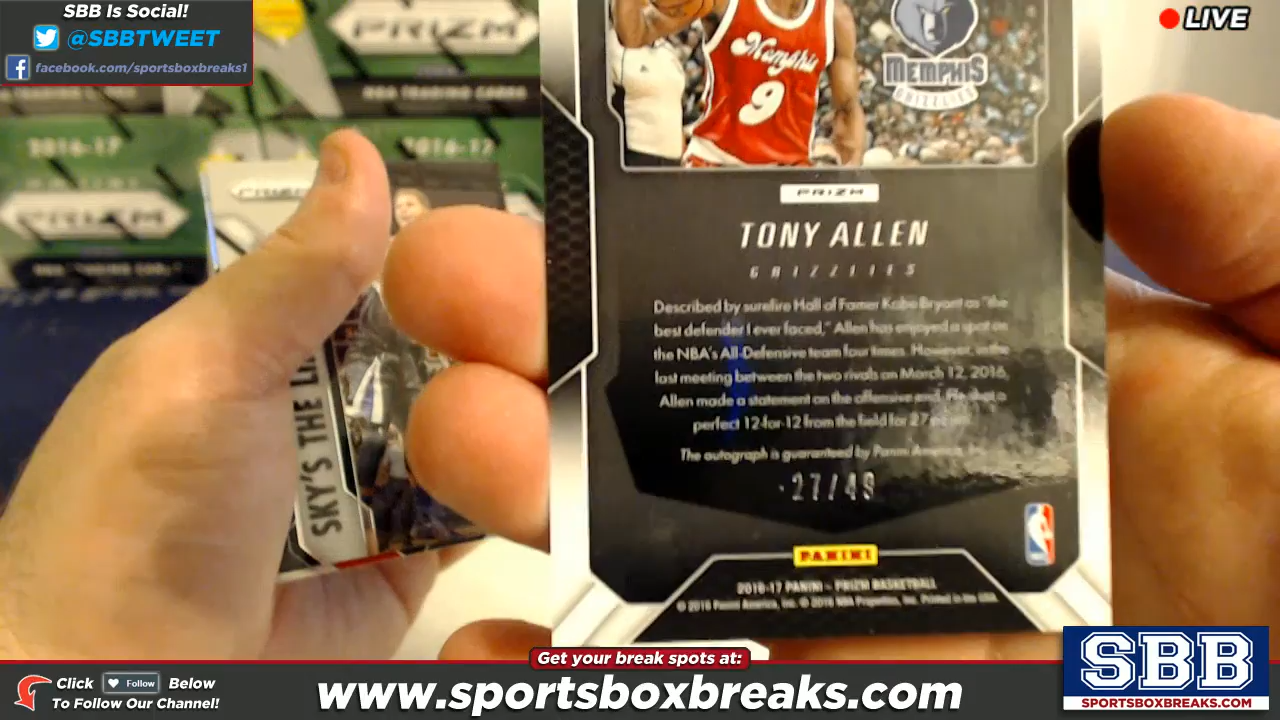 SBB Is Social!
@SBBTWEET
facebook.com/sportsboxbreaks1
LIVE
PRIZM
NBA TRADING CARDS
2016-17
2016-17
PRIZM
PRIZM
SKY'S THE
Memphis
9
MEMPHIS
GRIZZLIES
PRIZM
TONY ALLEN
GRIZZLIES
Described by surefire Hall of Famer Kobe Bryant as "the
best defender I ever faced," Allen has enjoyed a spot on
the NBA's All-Defensive team four times. However, in the
last meeting between the two rivals on March 12, 2016,
Allen made a statement on the offensive end. He shot a
perfect 12-for-12 from the field for 27
The autograph is guaranteed by Panini America, Inc.
27/49
PANINI
2016-17 PANINI - PRIZM BASKETBALL
© 2016 Panini America, Inc. © 2016 NBA Properties, Inc. Printed in the USA.
Get your break spots at:
Click Follow Below
To Follow Our Channel!
www.sportsboxbreaks.com
SBB
SPORTSBOXBREAKS.COM